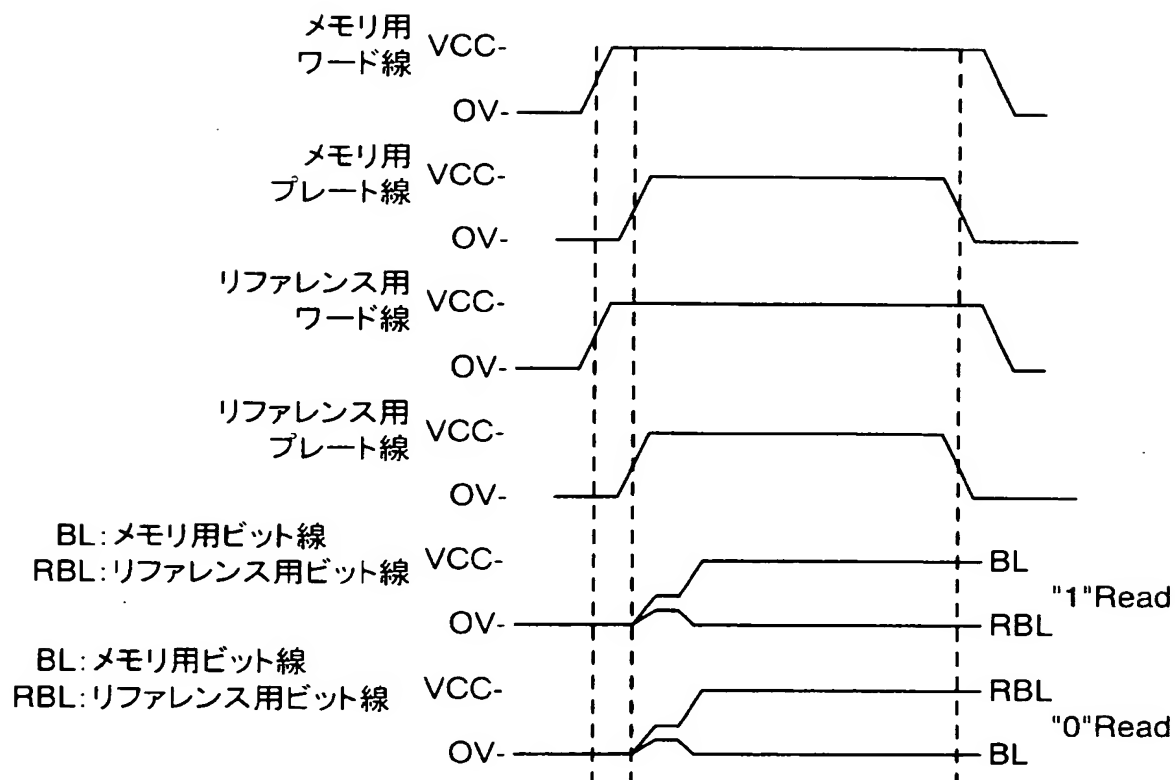 メモリ用
ワード線
VCC-
OV-
メモリ用
プレート線
VCC-
OV-
リファレンス用
ワード線
VCC-
OV-
リファレンス用
プレート線
VCC-
OV-
BL:メモリ用ビット線
RBL:リファレンス用ビット線
VCC-
BL
"1"Read
OV-
RBL
BL:メモリ用ビット線
RBL:リファレンス用ビット線
VCC-
RBL
"0"Read
OV-
BL